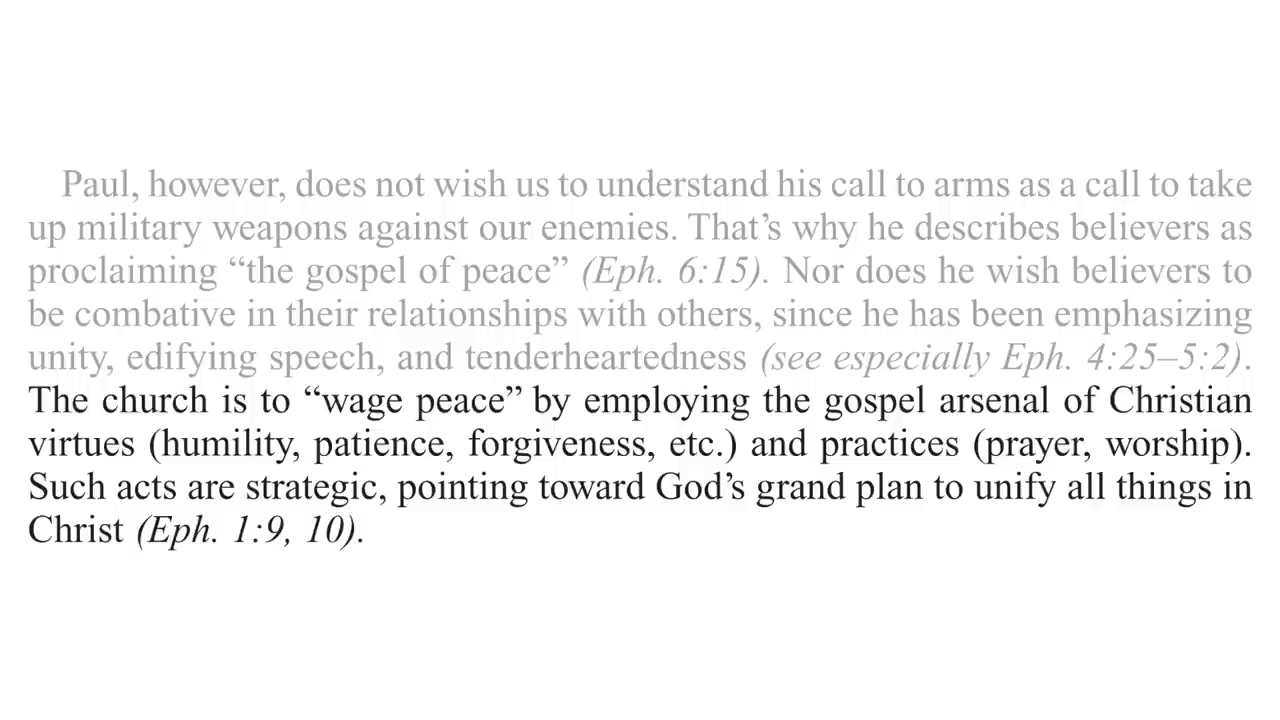 Paul, however, does not wish us to understand his call to arms as a call to take
up military weapons against our enemies. That’s why he describes believers as
proclaiming “the gospel of peace” (Eph. 6:15). Nor does he wish believers to
be combative in their relationships with others, since he has been emphasizing
unity, edifying speech, and tenderheartedness (see especially Eph. 4:25–5:2).
The church is to “wage peace” by employing the gospel arsenal of Christian
virtues (humility, patience, forgiveness, etc.) and practices (prayer, worship).
Such acts are strategic, pointing toward God’s grand plan to unify all things in
Christ (Eph. 1:9, 10).